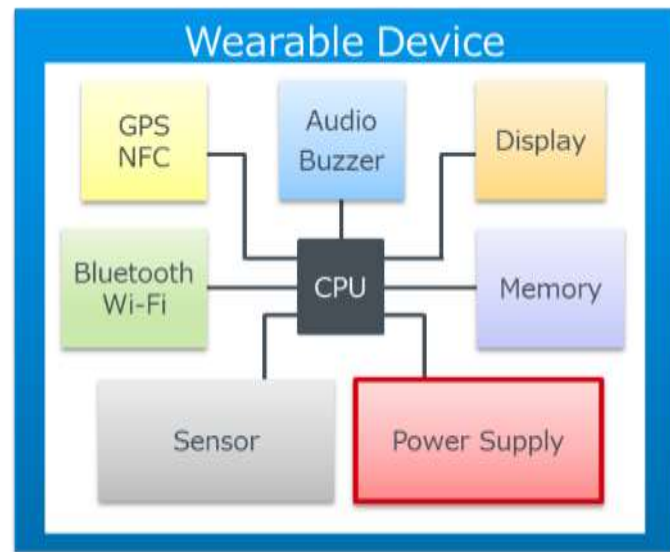 Wearable Device
GPS
NFC
Audio
Buzzer
Display
Bluetooth
Wi-Fi
CPU
Memory
Sensor
Power Supply